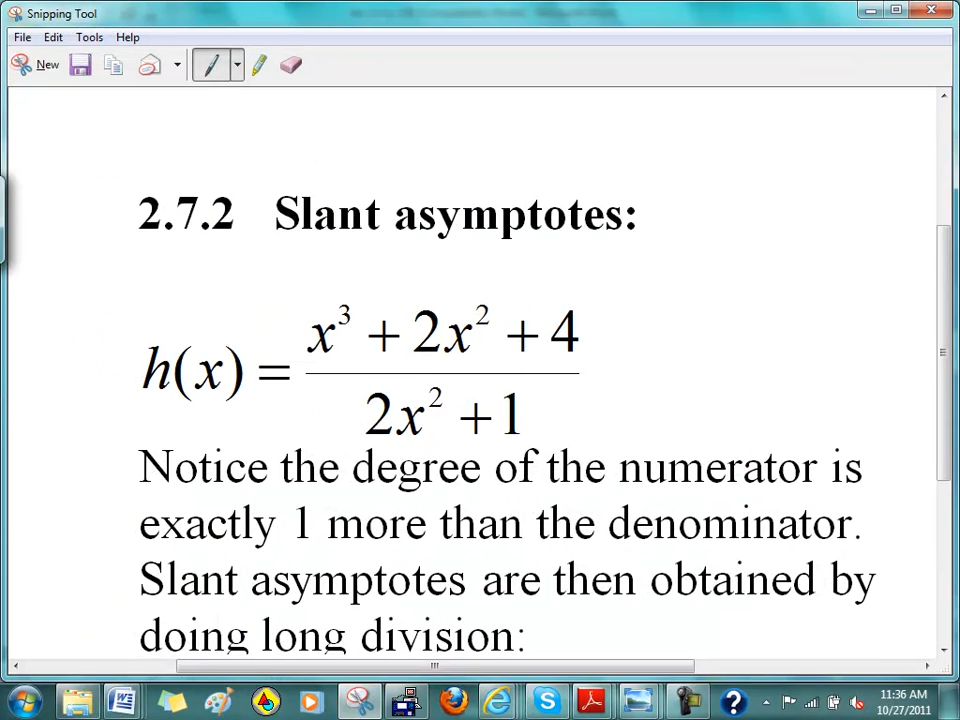 Snipping Tool
File Edit Tools Help
New
2.7.2 Slant asymptotes:
h(x) = (x³ + 2x² + 4) / (2x² + 1)
Notice the degree of the numerator is
exactly 1 more than the denominator.
Slant asymptotes are then obtained by
doing long division:
11:36 AM
10/27/2011